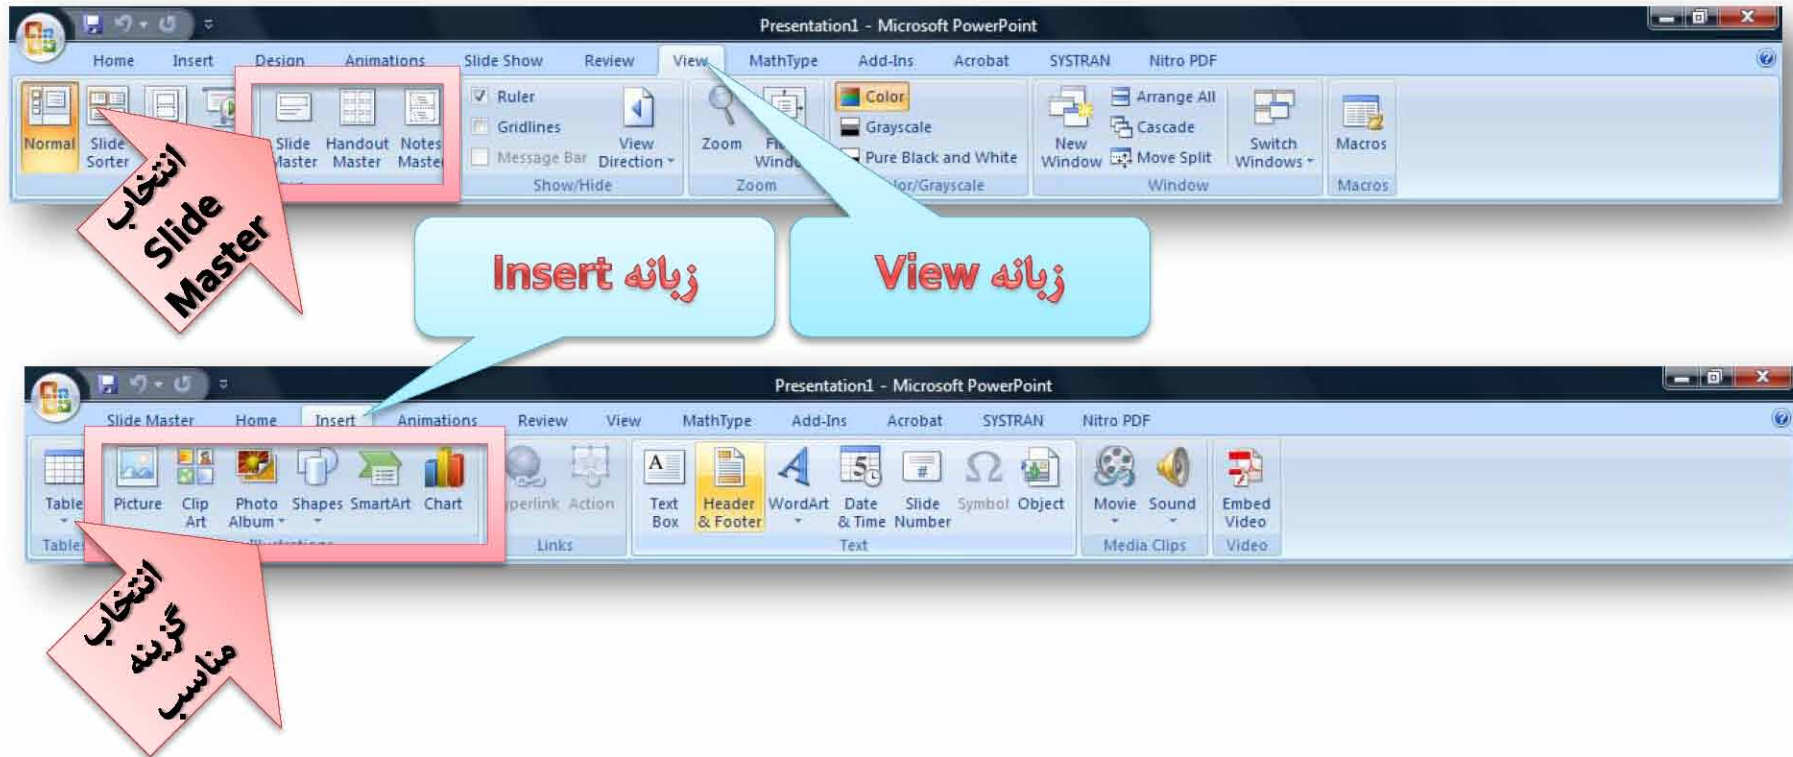 Presentation1 - Microsoft PowerPoint
Home Insert Design Animations Slide Show Review View MathType Add-Ins Acrobat SYSTRAN Nitro PDF
Ruler Color Arrange All
Gridlines Grayscale Cascade
Message Bar Pure Black and White Move Split
Normal Slide Sorter Slide Master Handout Master Notes Master View Direction Zoom Window New Window Switch Windows Macros
Show/Hide Zoom Window Macros
انتخاب
Slide
Master
زبانه Insert
زبانه View
Presentation1 - Microsoft PowerPoint
Slide Master Home Insert Animations Review View MathType Add-Ins Acrobat SYSTRAN Nitro PDF
Table Picture Clip Photo Shapes SmartArt Chart Action Text Header WordArt Date Slide Symbol Object Movie Sound Embed
Art Album Box & Footer & Time Number Video
Links Text Media Clips Video
انتخاب
گزینه
مناسب